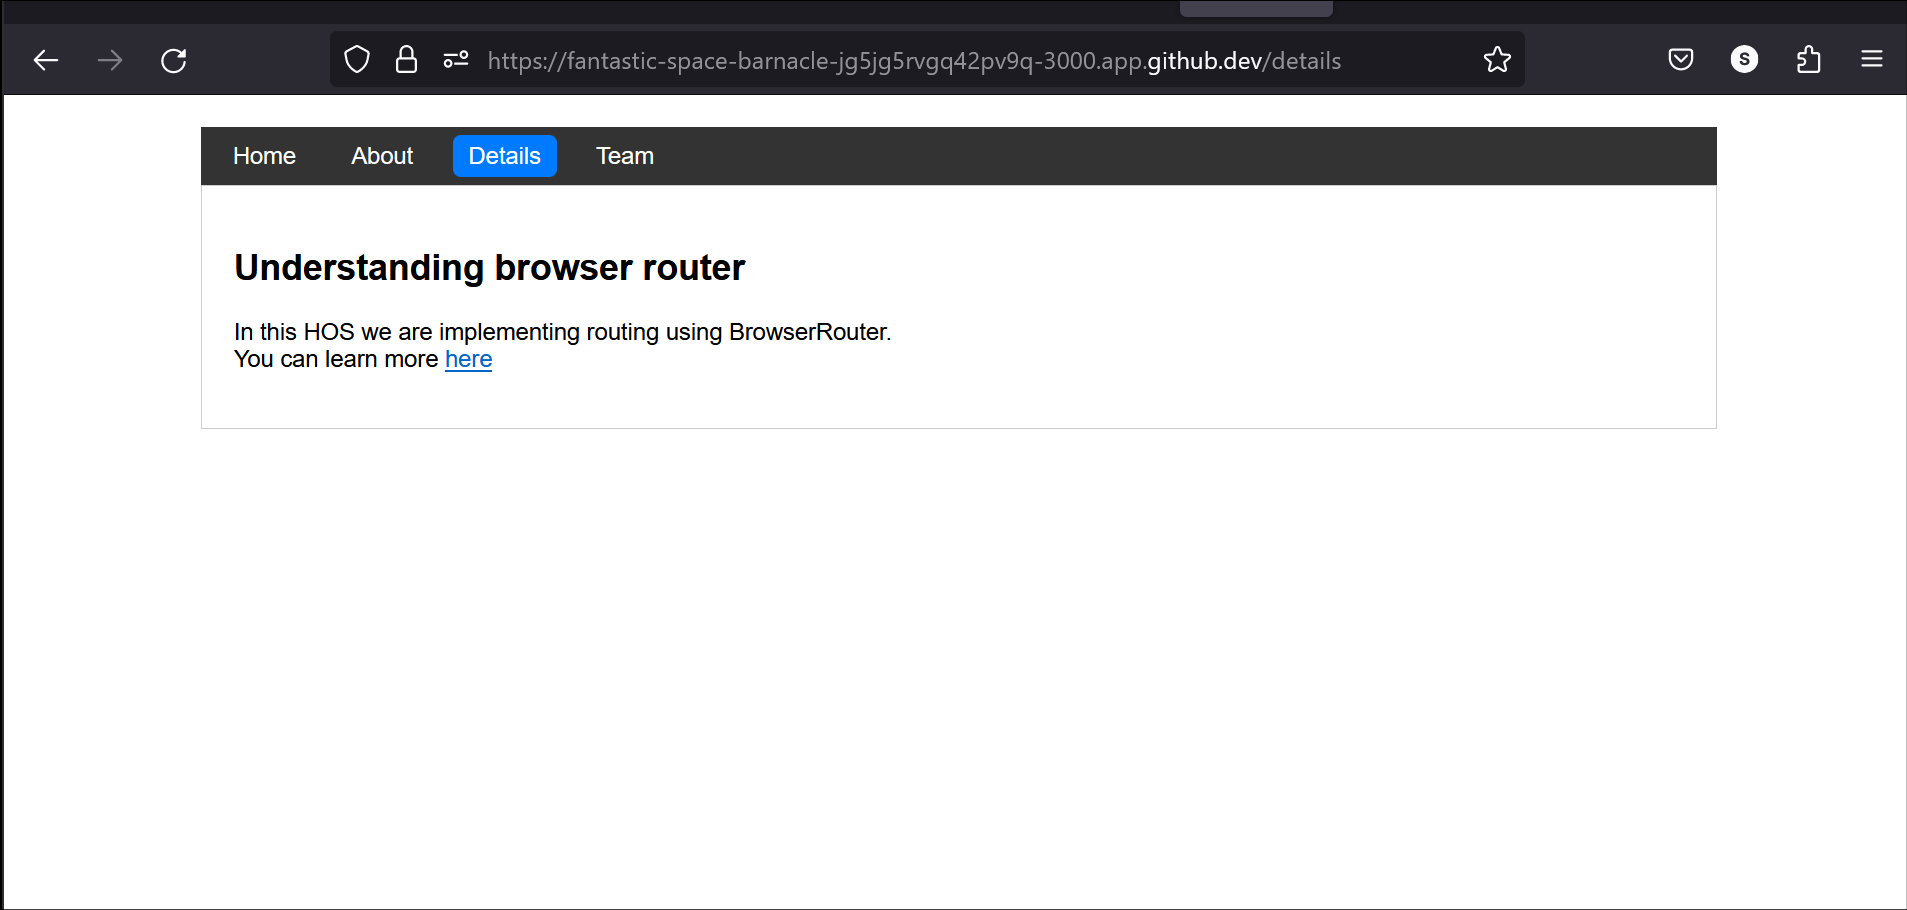 https://fantastic-space-barnacle-jg5jg5rvgq42pv9q-3000.app.github.dev/details
S
Home About Details Team
Understanding browser router
In this HOS we are implementing routing using BrowserRouter.
You can learn more here